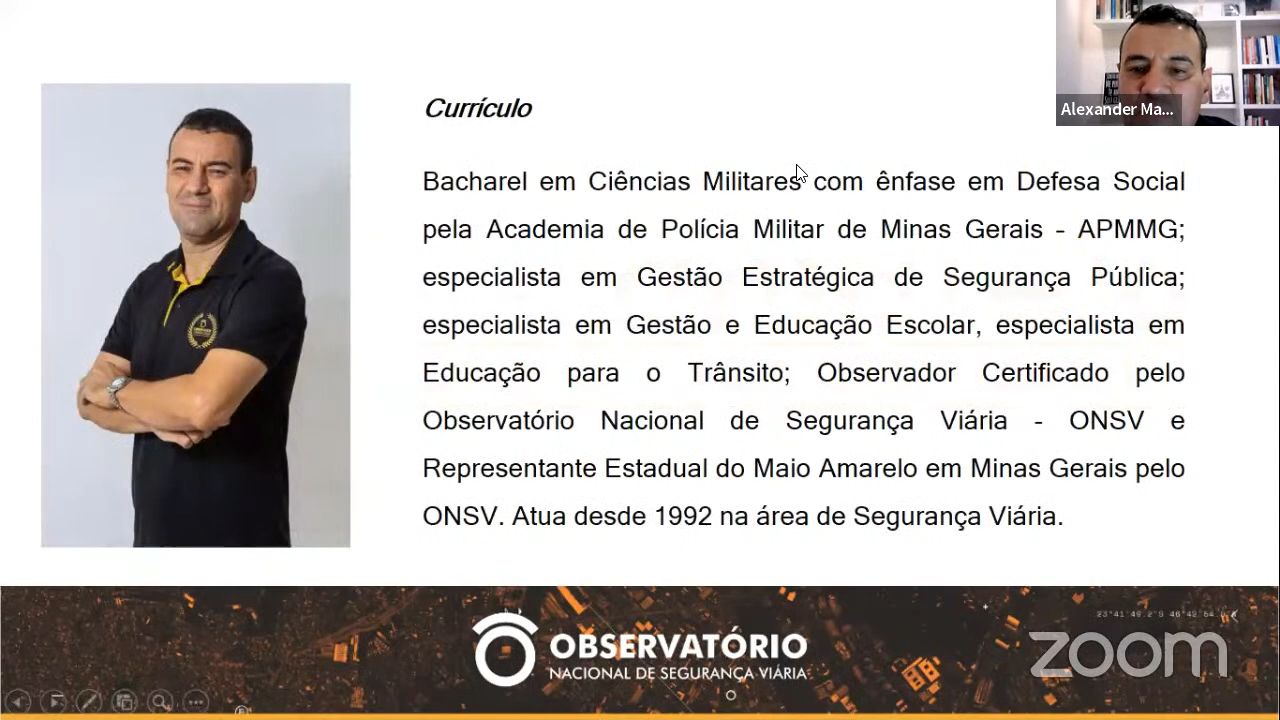 Alexander Ma...
Currículo
Bacharel em Ciências Militares com ênfase em Defesa Social
pela Academia de Polícia Militar de Minas Gerais - APMMG;
especialista em Gestão Estratégica de Segurança Pública;
especialista em Gestão e Educação Escolar, especialista em
Educação para o Trânsito; Observador Certificado pelo
Observatório Nacional de Segurança Viária - ONSV e
Representante Estadual do Maio Amarelo em Minas Gerais pelo
ONSV. Atua desde 1992 na área de Segurança Viária.
OBSERVATÓRIO
NACIONAL DE SEGURANÇA VIÁRIA
zoom